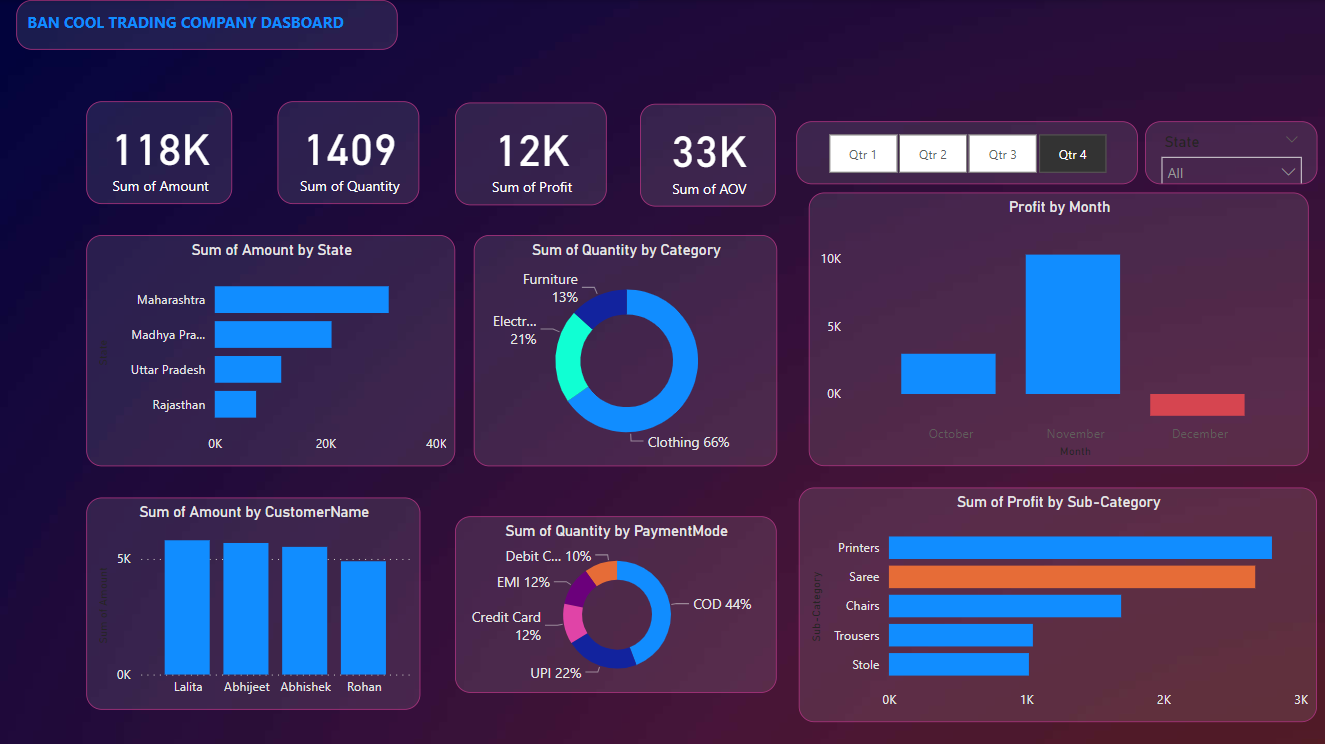 BAN COOL TRADING COMPANY DASBOARD
118K
Sum of Amount
1409
Sum of Quantity
12K
Sum of Profit
33K
Sum of AOV
Qtr 1
Qtr 2
Qtr 3
Qtr 4
State
All
Sum of Amount by State
Maharashtra
Madhya Pra...
Uttar Pradesh
Rajasthan
0K 20K 40K
Sum of Quantity by Category
Furniture
13%
Electr...
21%
Clothing 66%
Profit by Month
10K
5K
0K
October November December
Month
Sum of Amount by CustomerName
Sum of Amount
5K
0K
Lalita Abhijeet Abhishek Rohan
Sum of Quantity by PaymentMode
Debit C... 10%
EMI 12%
Credit Card
12%
UPI 22%
COD 44%
Sum of Profit by Sub-Category
Sub-Category
Printers
Saree
Chairs
Trousers
Stole
0K 1K 2K 3K